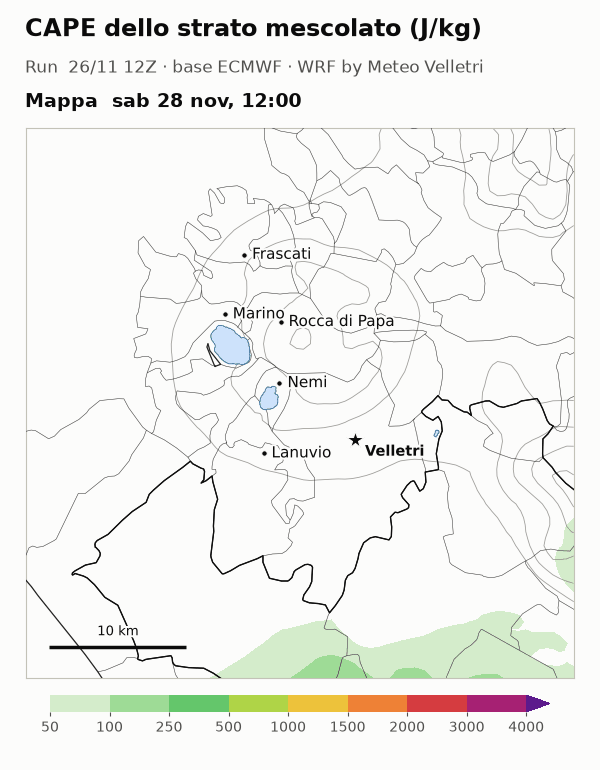 CAPE dello strato mescolato (J/kg)
Run  26/11 12Z · base ECMWF · WRF by Meteo Velletri
Mappa  sab 28 nov, 12:00
Frascati
Marino
Rocca di Papa
Nemi
Velletri
Lanuvio
10 km
50 100 250 500 1000 1500 2000 3000 4000